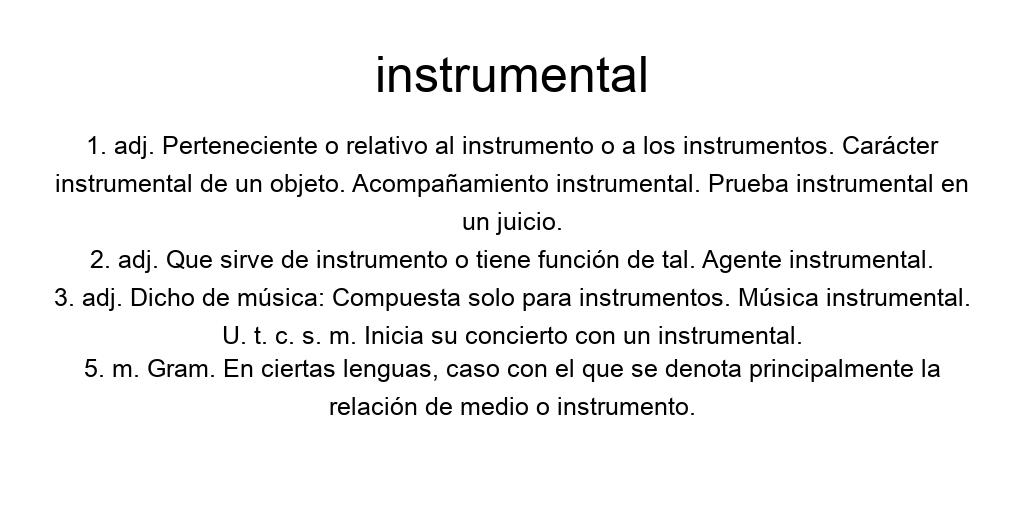 instrumental
1. adj. Perteneciente o relativo al instrumento o a los instrumentos. Carácter
instrumental de un objeto. Acompañamiento instrumental. Prueba instrumental en
un juicio.
2. adj. Que sirve de instrumento o tiene función de tal. Agente instrumental.
3. adj. Dicho de música: Compuesta solo para instrumentos. Música instrumental.
U. t. c. s. m. Inicia su concierto con un instrumental.
5. m. Gram. En ciertas lenguas, caso con el que se denota principalmente la
relación de medio o instrumento.